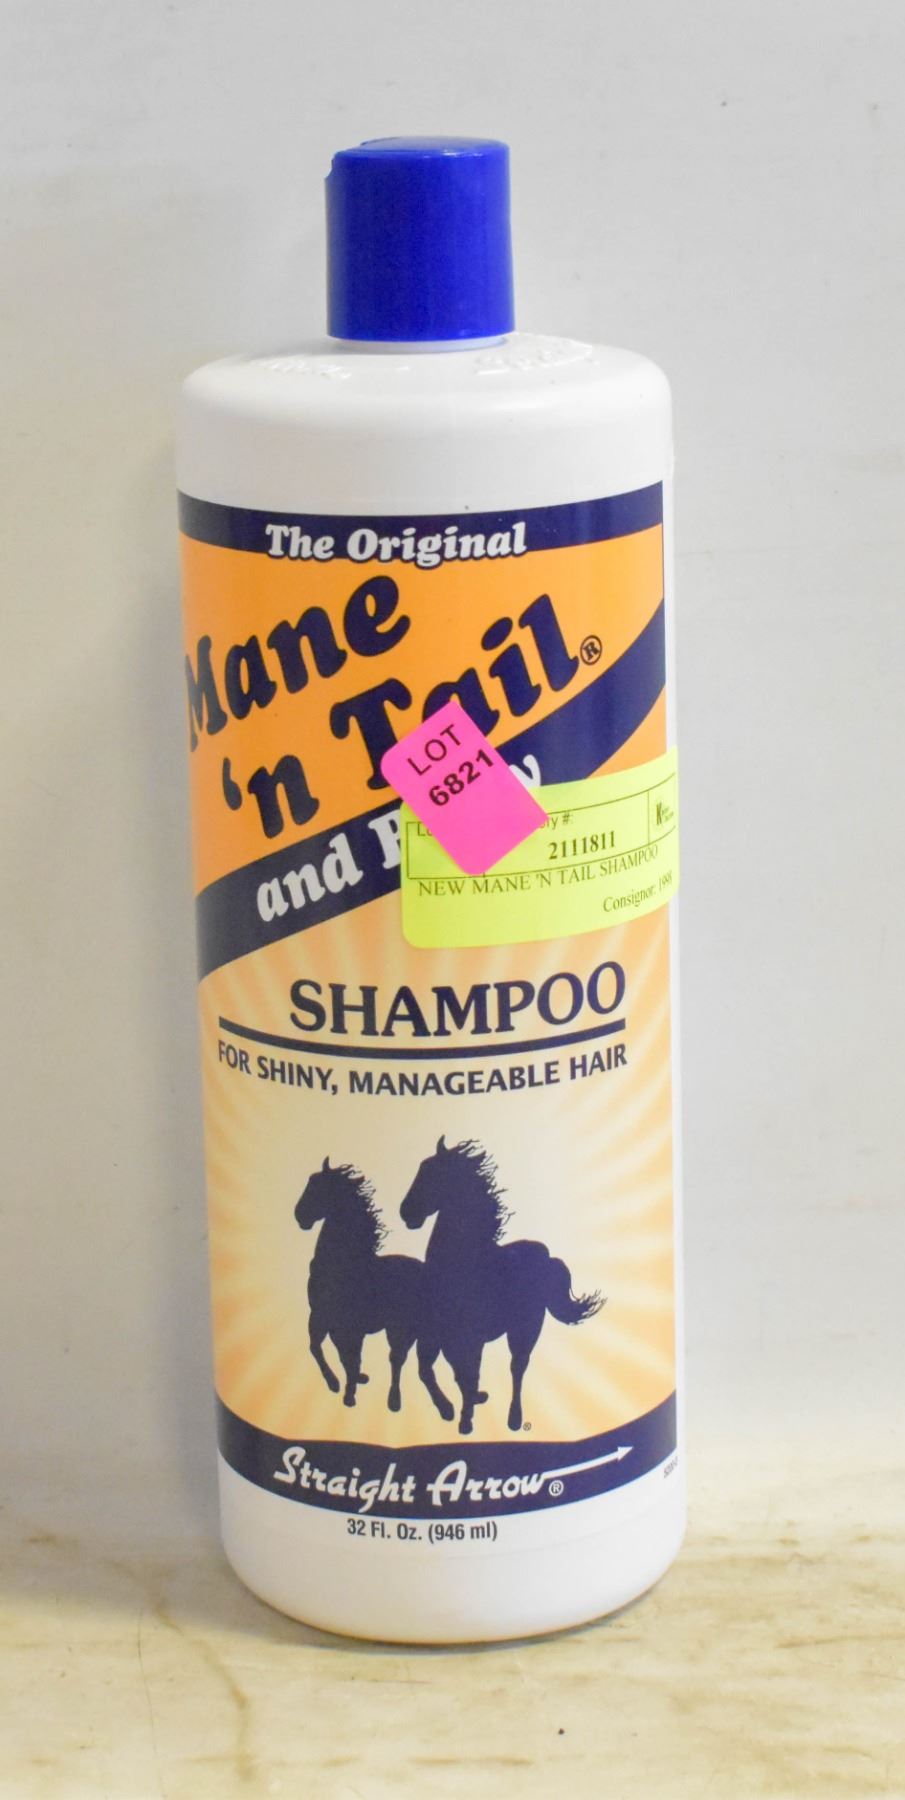 The Original
Mane
'n Tail®
and
LOT
6821
2111811
NEW MANE 'N TAIL SHAMPOO
Consignor:
SHAMPOO
FOR SHINY, MANAGEABLE HAIR
®
Straight Arrow®
32 Fl. Oz. (946 ml)